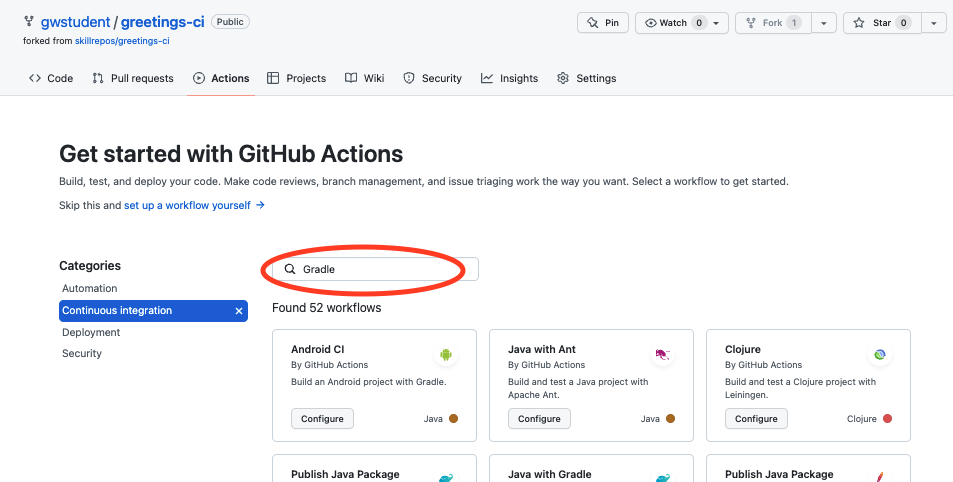 gwstudent / greetings-ci Public
Pin Watch 0 Fork 1 Star 0
forked from skillrepos/greetings-ci
Code Pull requests Actions Projects Wiki Security Insights Settings
Get started with GitHub Actions
Build, test, and deploy your code. Make code reviews, branch management, and issue triaging work the way you want. Select a workflow to get started.
Skip this and set up a workflow yourself →
Categories
Automation
Continuous integration ×
Deployment
Security
Gradle
Found 52 workflows
Android CI
By GitHub Actions
Build an Android project with Gradle.
Configure Java
Java with Ant
By GitHub Actions
Build and test a Java project with
Apache Ant.
Configure Java
Clojure
By GitHub Actions
Build and test a Clojure project with
Leiningen.
Configure Clojure
Publish Java Package
Java with Gradle
Publish Java Package